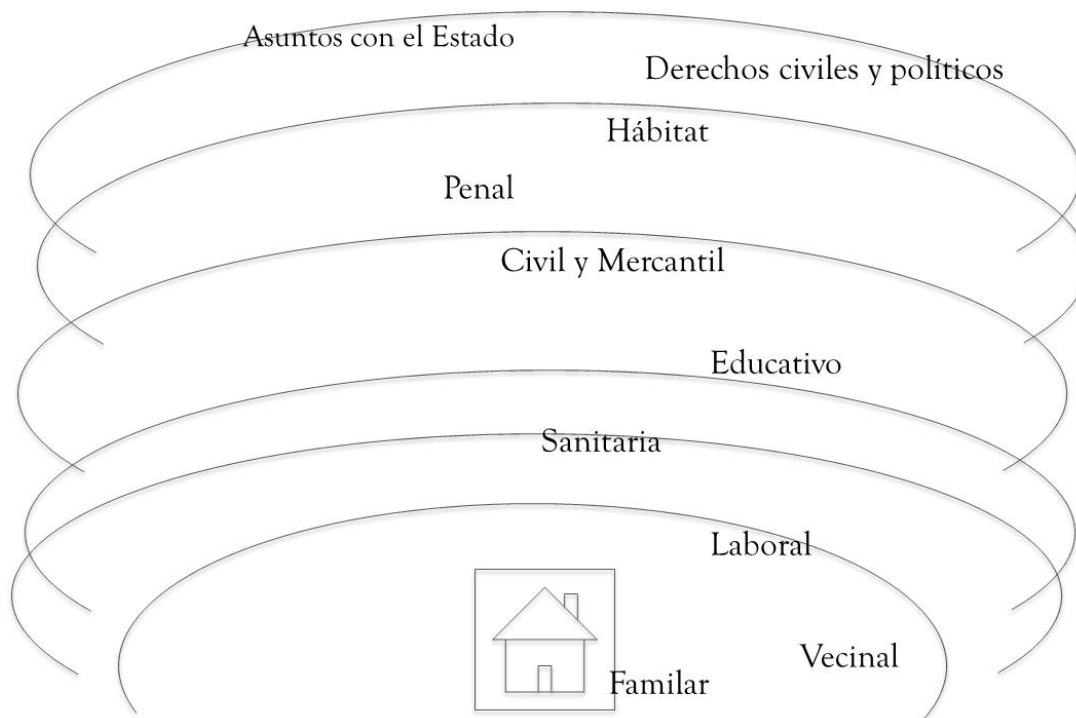 Asuntos con el Estado
Derechos civiles y políticos
Hábitat
Penal
Civil y Mercantil
Educativo
Sanitaria
Laboral
Vecinal
Familar